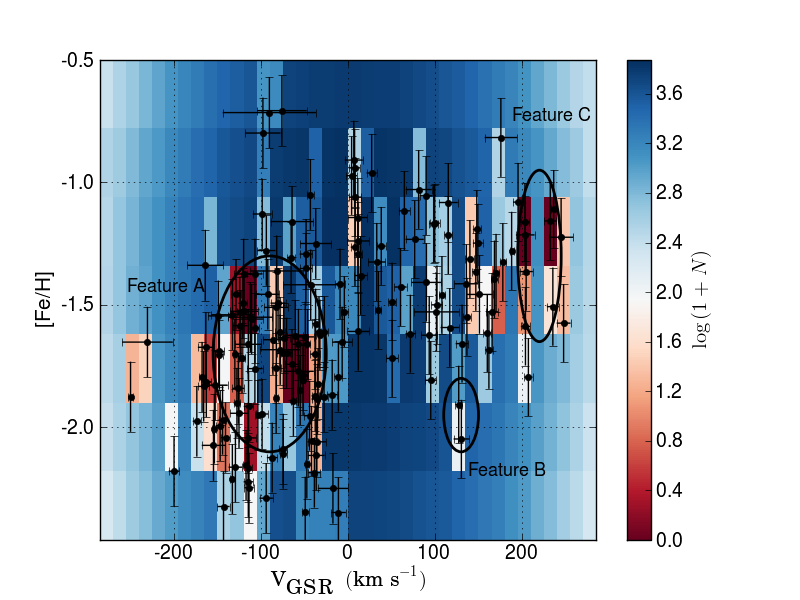 -0.5
-1.0
-1.5
-2.0
[Fe/H]
Feature C
Feature A
Feature B
-200 -100 0 100 200
V_GSR (km s^{-1})
3.6
3.2
2.8
2.4
2.0
1.6
1.2
0.8
0.4
0.0
log (1 + N)